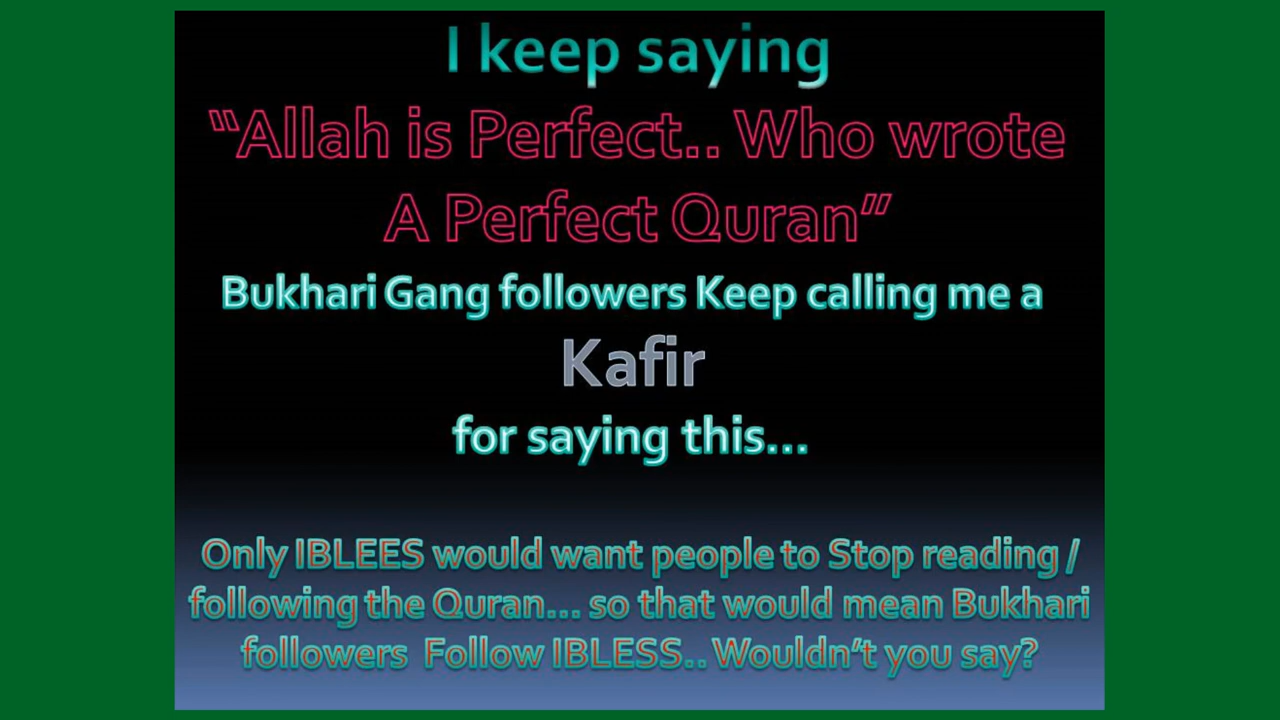 I keep saying
“Allah is Perfect.. Who wrote
A Perfect Quran”
Bukhari Gang followers Keep calling me a
Kafir
for saying this...
Only IBLEES would want people to Stop reading /
following the Quran... so that would mean Bukhari
followers Follow IBLESS.. Wouldn’t you say?